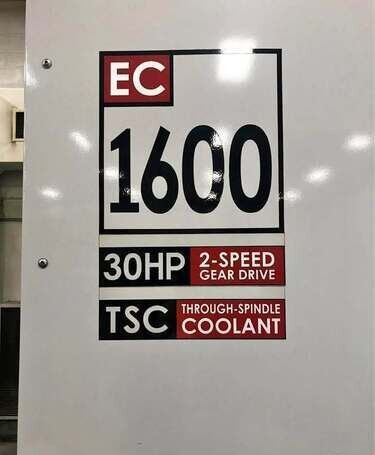 EC
1600
30HP 2-SPEED
GEAR DRIVE
TSC THROUGH-SPINDLE
COOLANT